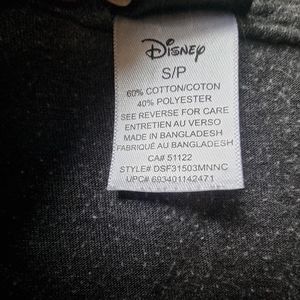 Disney
S/P
60% COTTON/COTON
40% POLYESTER
SEE REVERSE FOR CARE
ENTRETIEN AU VERSO
MADE IN BANGLADESH
FABRIQUÉ AU BANGLADESH
CA# 51122
STYLE# DSF31503MNNC
UPC# 693401142471